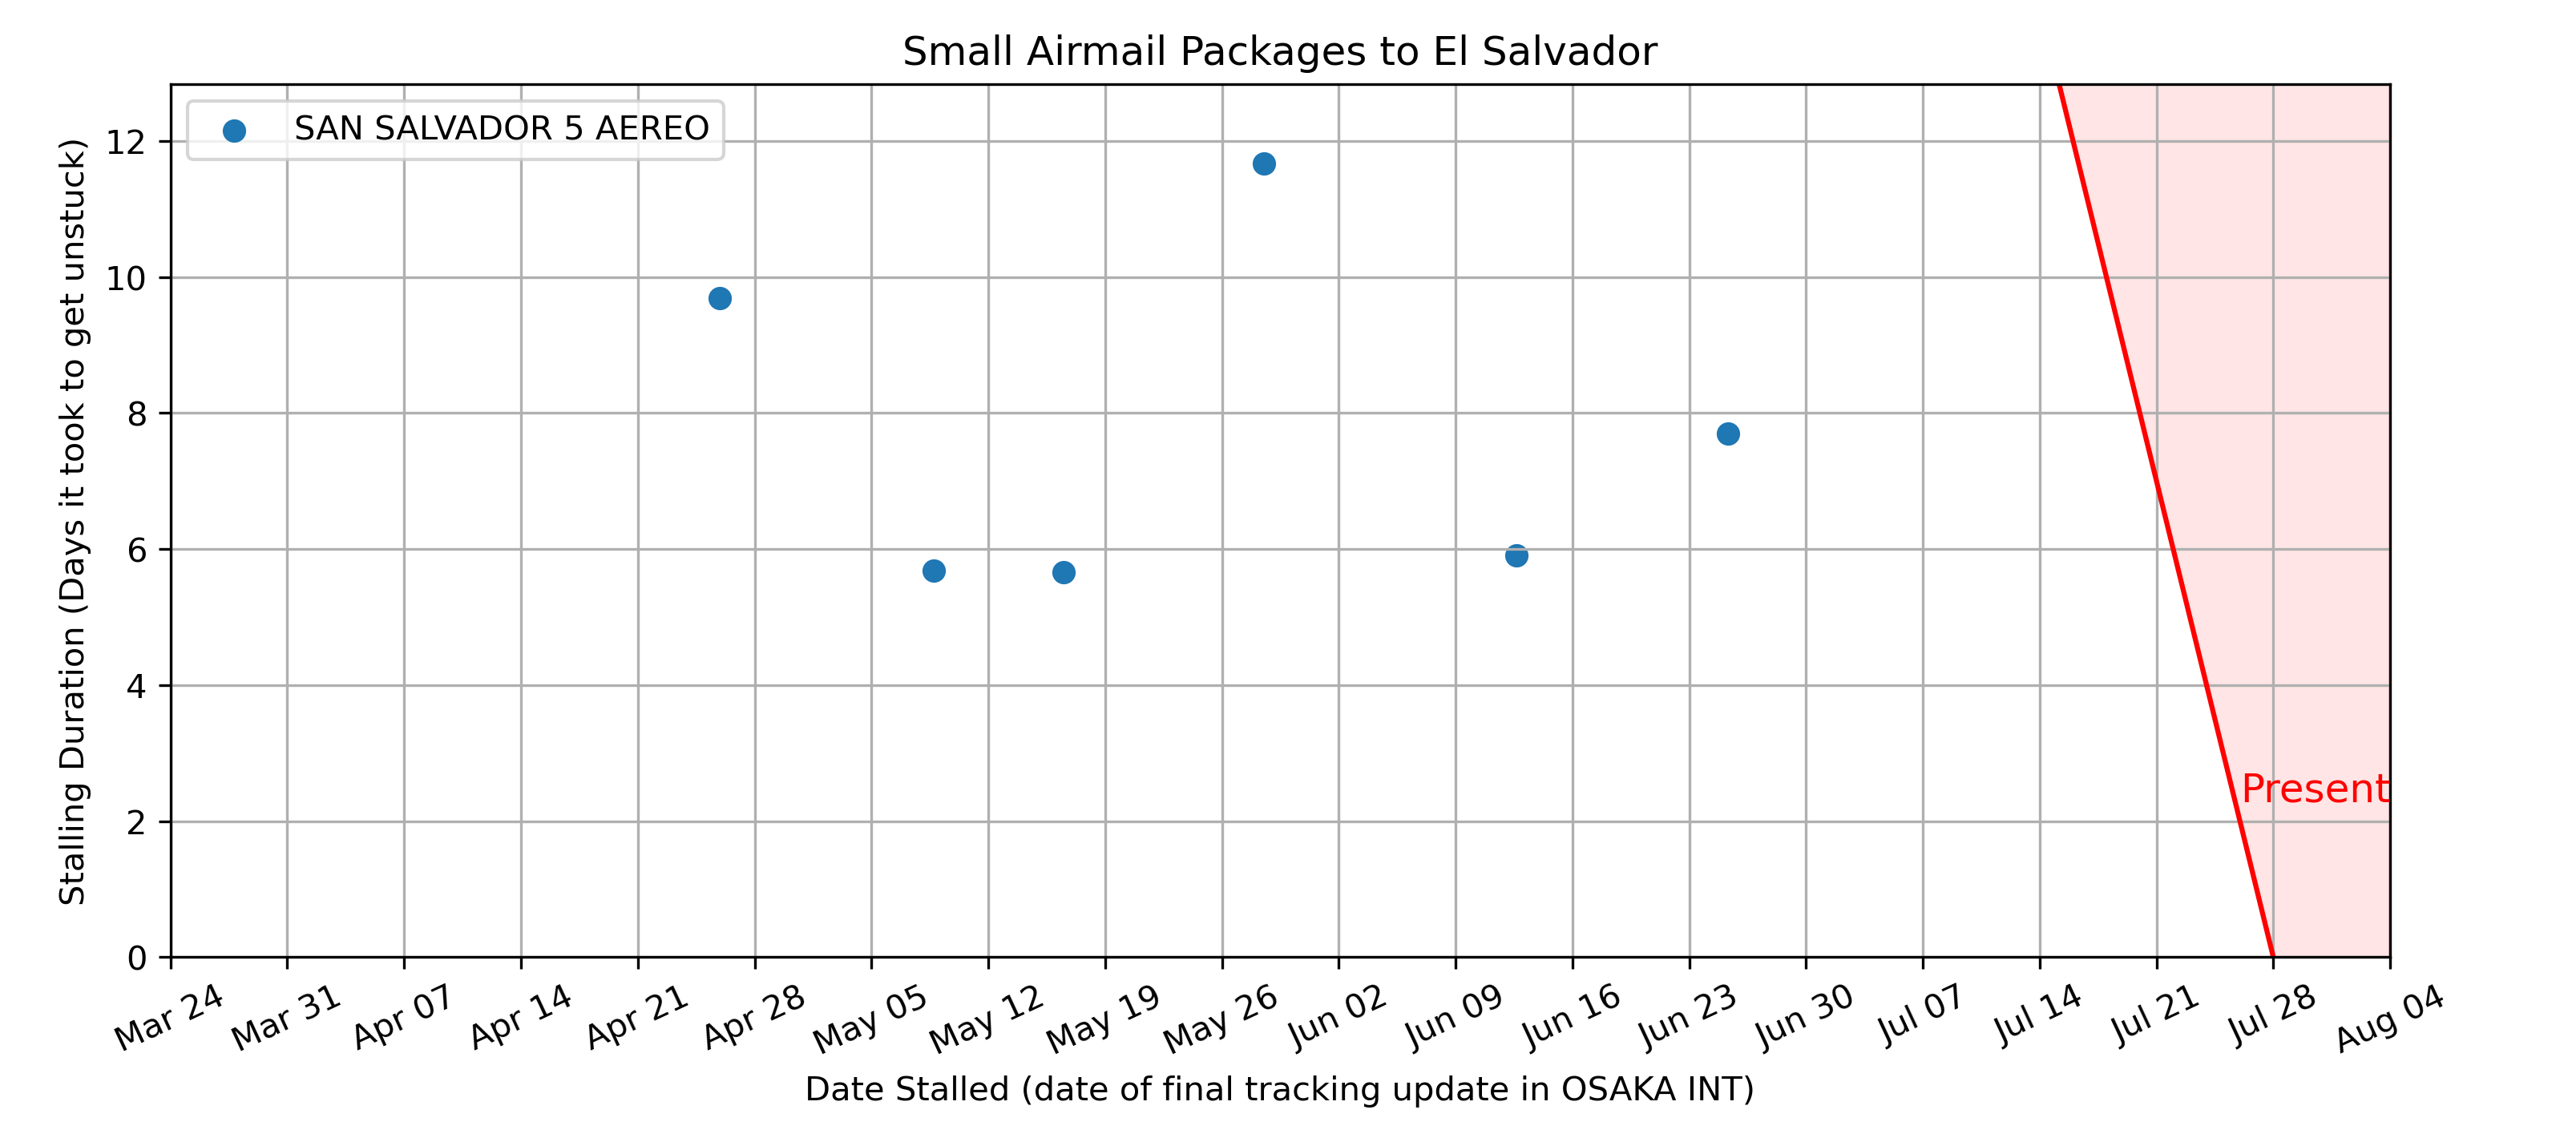 Small Airmail Packages to El Salvador
SAN SALVADOR 5 AEREO
Stalling Duration (Days it took to get unstuck)
12
10
8
6
4
2
0
Present
Mar 24 Mar 31 Apr 07 Apr 14 Apr 21 Apr 28 May 05 May 12 May 19 May 26 Jun 02 Jun 09 Jun 16 Jun 23 Jun 30 Jul 07 Jul 14 Jul 21 Jul 28 Aug 04
Date Stalled (date of final tracking update in OSAKA INT)